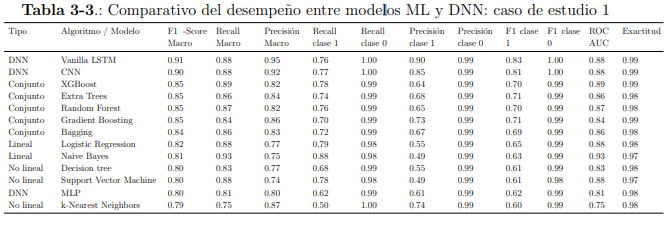 Tabla 3-3.: Comparativo del desempeño entre modelos ML y DNN: caso de estudio 1
Tipo Algoritmo / Modelo F1 -Score Macro Recall Macro Precisión Macro Recall clase 1 Recall clase 0 Precisión clase 1 Precisión clase 0 F1 clase 1 F1 clase 0 ROC AUC Exactitud
DNN Vanilla LSTM 0.91 0.88 0.95 0.76 1.00 0.90 0.99 0.83 1.00 0.88 0.99
DNN CNN 0.90 0.88 0.92 0.77 1.00 0.85 0.99 0.81 1.00 0.88 0.99
Conjunto XGBoost 0.85 0.89 0.82 0.78 0.99 0.64 0.99 0.70 0.99 0.89 0.99
Conjunto Extra Trees 0.85 0.86 0.84 0.74 0.99 0.68 0.99 0.71 0.99 0.86 0.98
Conjunto Random Forest 0.85 0.87 0.82 0.76 0.99 0.65 0.99 0.70 0.99 0.87 0.98
Conjunto Gradient Boosting 0.85 0.84 0.86 0.70 0.99 0.73 0.99 0.71 0.99 0.84 0.99
Conjunto Bagging 0.84 0.86 0.83 0.72 0.99 0.67 0.99 0.69 0.99 0.86 0.98
Lineal Logistic Regression 0.82 0.88 0.77 0.79 0.98 0.55 0.99 0.65 0.99 0.88 0.98
Lineal Naive Bayes 0.81 0.93 0.75 0.88 0.98 0.49 0.99 0.63 0.99 0.93 0.97
No lineal Decision tree 0.80 0.83 0.77 0.68 0.99 0.55 0.99 0.61 0.99 0.83 0.98
No lineal Support Vector Machine 0.80 0.88 0.74 0.78 0.98 0.49 0.99 0.61 0.98 0.88 0.97
DNN MLP 0.80 0.81 0.80 0.62 0.99 0.61 0.99 0.62 0.99 0.81 0.98
No lineal k-Nearest Neighbors 0.79 0.75 0.87 0.50 1.00 0.74 0.99 0.60 0.99 0.75 0.98